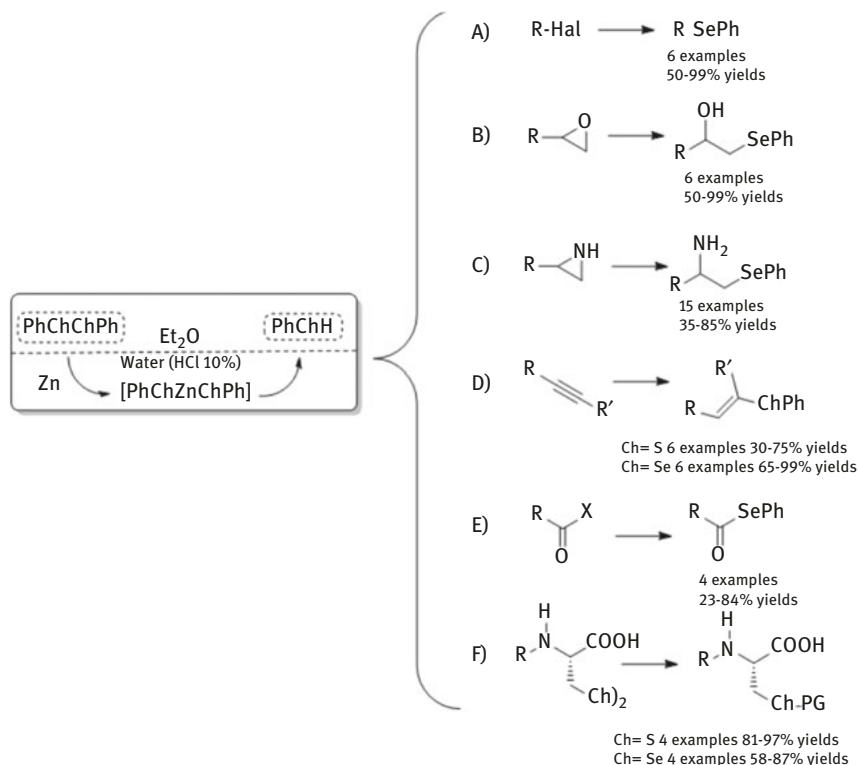 A) R-Hal R SePh
6 examples
50-99% yields
O OH
B) R R SePh
6 examples
50-99% yields
NH NH2
C) R R SePh
15 examples
35-85% yields
PhChChPh Et2O PhChH
Water (HCl 10%)
Zn [PhChZnChPh]
R'
D) R R' R ChPh
Ch= S 6 examples 30-75% yields
Ch= Se 6 examples 65-99% yields
E) R X O R SePh O
4 examples
23-84% yields
H H
F) R N COOH R N COOH
Ch)2 Ch-PG
Ch= S 4 examples 81-97% yields
Ch= Se 4 examples 58-87% yields